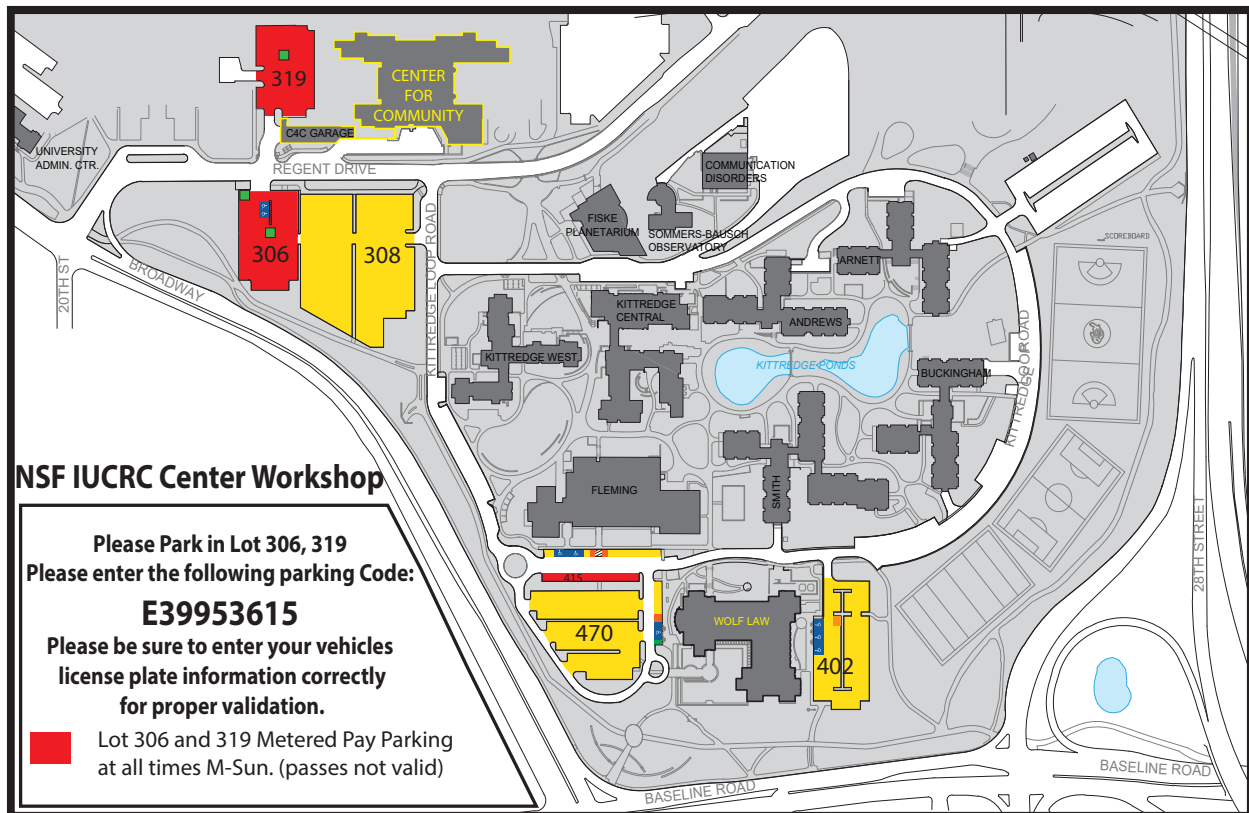 319
CENTER
FOR
COMMUNITY
C4C GARAGE
UNIVERSITY
ADMIN. CTR.
REGENT DRIVE
COMMUNICATION
DISORDERS
FISKE
PLANETARIUM
SOMMERS-BAUSCH
OBSERVATORY
306
308
KITTREDGE LOOP ROAD
20TH ST
BROADWAY
ARNETT
SCOREBOARD
KITTREDGE
CENTRAL
ANDREWS
KITTREDGE WEST
KITTREDGE PONDS
BUCKINGHAM
KITTREDGE LOOP ROAD
NSF IUCRC Center Workshop
FLEMING
SMITH
28TH STREET
Please Park in Lot 306, 319
Please enter the following parking Code:
E39953615
Please be sure to enter your vehicles
license plate information correctly
for proper validation.
Lot 306 and 319 Metered Pay Parking
at all times M-Sun. (passes not valid)
415
470
WOLF LAW
402
BASELINE ROAD
BASELINE ROAD